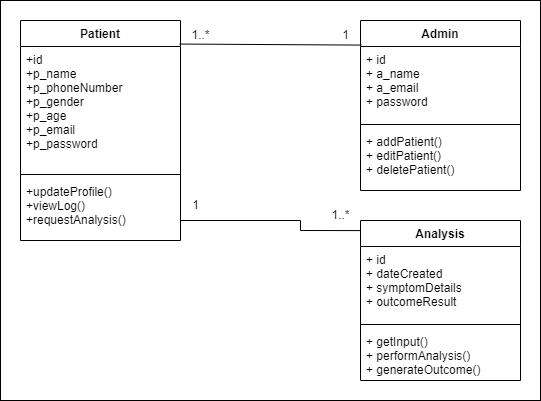 Patient
+id
+p_name
+p_phoneNumber
+p_gender
+p_age
+p_email
+p_password
+updateProfile()
+viewLog()
+requestAnalysis()
1..*
1
Admin
+ id
+ a_name
+ a_email
+ password
+ addPatient()
+ editPatient()
+ deletePatient()
1
1..*
Analysis
+ id
+ dateCreated
+ symptomDetails
+ outcomeResult
+ getInput()
+ performAnalysis()
+ generateOutcome()